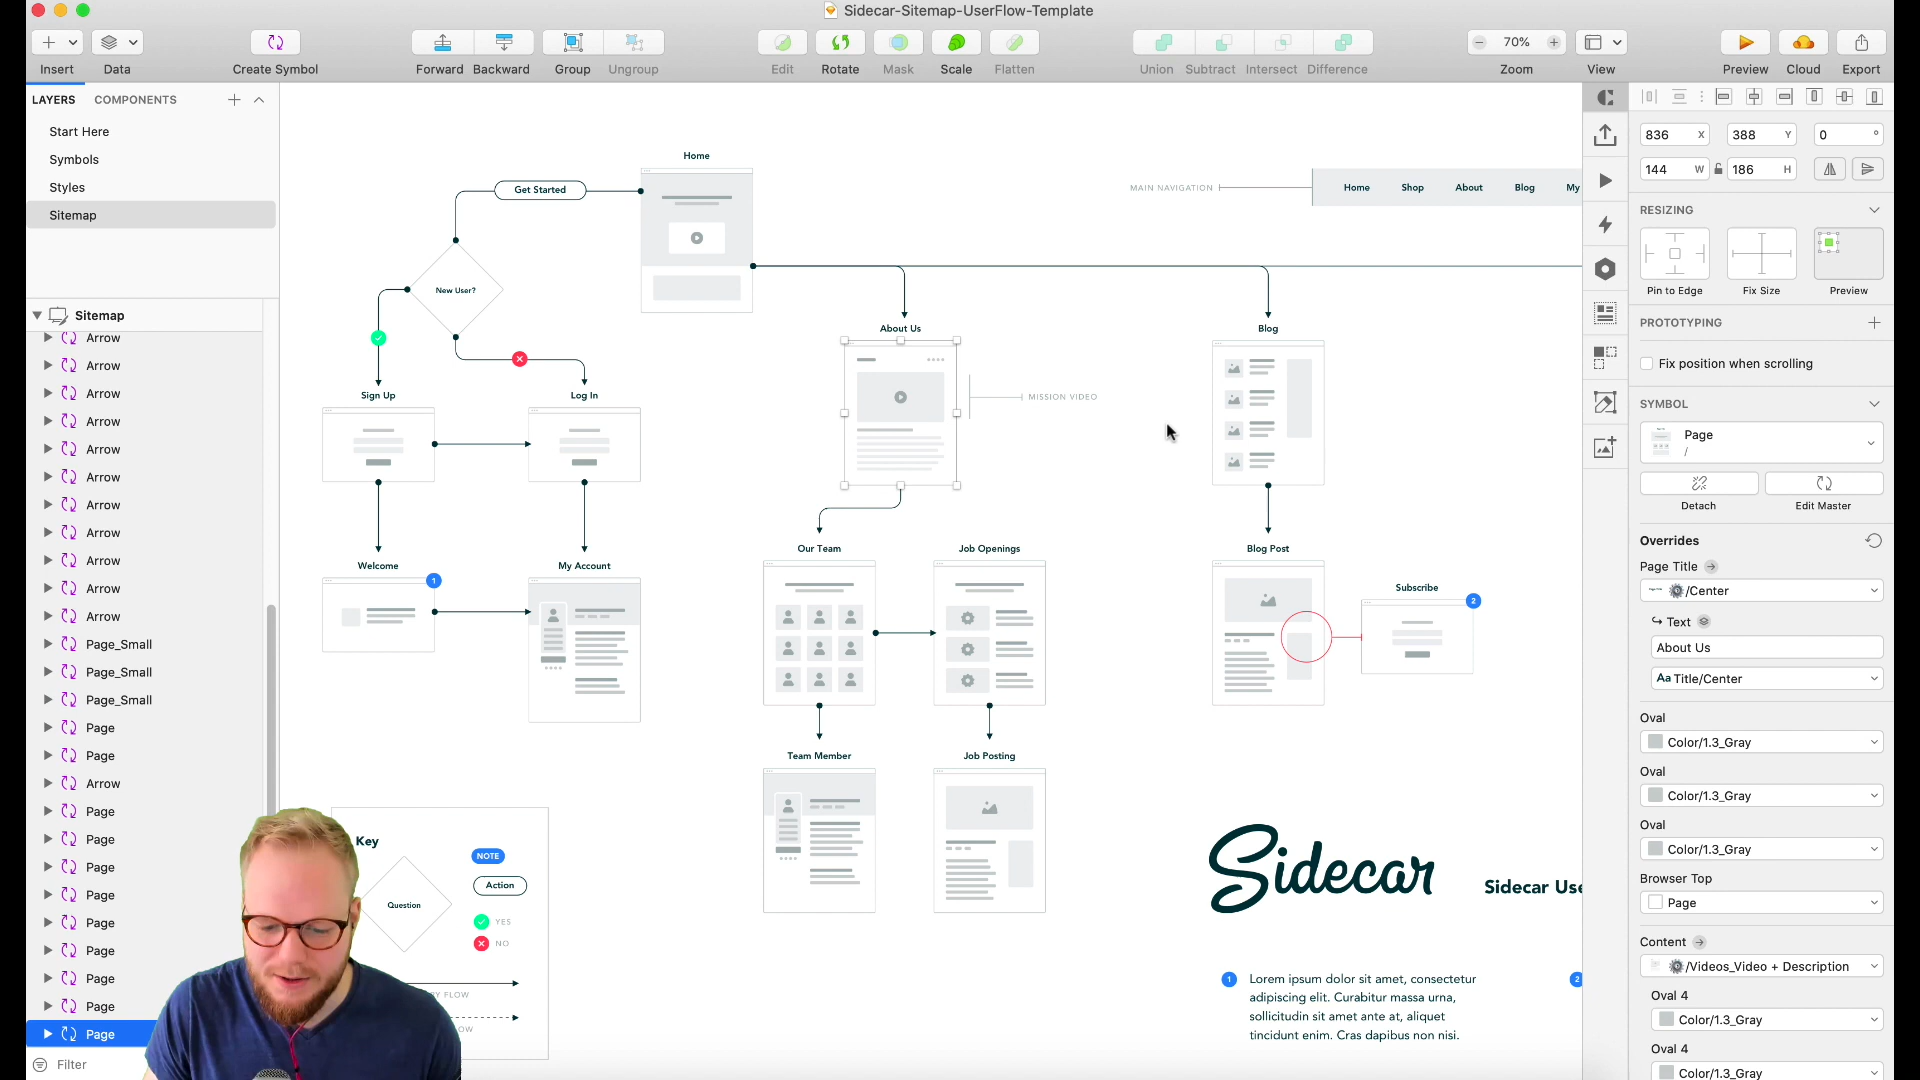 Sidecar-Sitemap-UserFlow-Template
Insert
Data
Create Symbol
Forward
Backward
Group
Ungroup
Edit
Rotate
Mask
Scale
Flatten
Union
Subtract
Intersect
Difference
70%
Zoom
View
Preview
Cloud
Export
LAYERS
COMPONENTS
Start Here
Symbols
Styles
Sitemap
Sitemap
Arrow
Arrow
Arrow
Arrow
Arrow
Arrow
Arrow
Arrow
Arrow
Arrow
Arrow
Page_Small
Page_Small
Page_Small
Page
Page
Arrow
Page
Page
Page
Page
Page
Page
Page
Page
Page
Filter
Home
Get Started
New User?
Sign Up
Log In
Welcome
1
My Account
MAIN NAVIGATION
Home Shop About Blog My
About Us
MISSION VIDEO
Blog
Our Team
Job Openings
Blog Post
Subscribe
2
Team Member
Job Posting
Key
Question
NOTE
Action
YES
NO
RY FLOW
OW
Sidecar
Sidecar Use
1
Lorem ipsum dolor sit amet, consectetur
adipiscing elit. Curabitur massa urna,
sollicitudin sit amet ante at, aliquet
tincidunt enim. Cras dapibus non nisi.
2
836 X
388 Y
0 °
144 W
186 H
RESIZING
Pin to Edge
Fix Size
Preview
PROTOTYPING
Fix position when scrolling
SYMBOL
Page
/
Detach
Edit Master
Overrides
Page Title
/Center
Text
About Us
Aa Title/Center
Oval
Color/1.3_Gray
Oval
Color/1.3_Gray
Oval
Color/1.3_Gray
Browser Top
Page
Content
/Videos_Video + Description
Oval 4
Color/1.3_Gray
Oval 4
Color/1.3_Gray